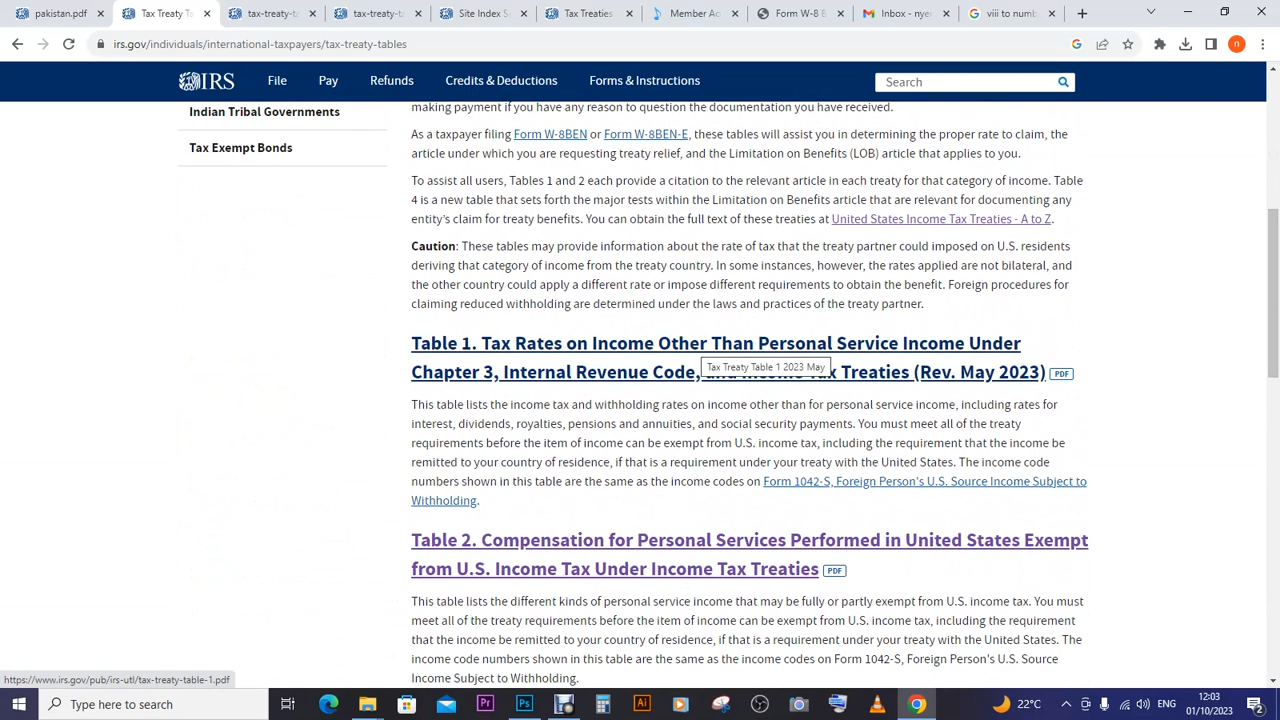 pakistan.pdf
Tax Treaty T
tax-treaty-ta
tax-treaty-ta
Site Index S
Tax Treaties
Member Ac
Form W-8 B
Inbox - nye
viii to numb
irs.gov/individuals/international-taxpayers/tax-treaty-tables
n
IRS
File
Pay
Refunds
Credits & Deductions
Forms & Instructions
Search
Indian Tribal Governments
Tax Exempt Bonds
making payment if you have any reason to question the documentation you have received.
As a taxpayer filing Form W-8BEN or Form W-8BEN-E, these tables will assist you in determining the proper rate to claim, the
article under which you are requesting treaty relief, and the Limitation on Benefits (LOB) article that applies to you.
To assist all users, Tables 1 and 2 each provide a citation to the relevant article in each treaty for that category of income. Table
4 is a new table that sets forth the major tests within the Limitation on Benefits article that are relevant for documenting any
entity's claim for treaty benefits. You can obtain the full text of these treaties at United States Income Tax Treaties - A to Z.
Caution: These tables may provide information about the rate of tax that the treaty partner could imposed on U.S. residents
deriving that category of income from the treaty country. In some instances, however, the rates applied are not bilateral, and
the other country could apply a different rate or impose different requirements to obtain the benefit. Foreign procedures for
claiming reduced withholding are determined under the laws and practices of the treaty partner.
Table 1. Tax Rates on Income Other Than Personal Service Income Under
Tax Treaty Table 1 2023 May
Chapter 3, Internal Revenue Code, and Income Tax Treaties (Rev. May 2023) PDF
This table lists the income tax and withholding rates on income other than for personal service income, including rates for
interest, dividends, royalties, pensions and annuities, and social security payments. You must meet all of the treaty
requirements before the item of income can be exempt from U.S. income tax, including the requirement that the income be
remitted to your country of residence, if that is a requirement under your treaty with the United States. The income code
numbers shown in this table are the same as the income codes on Form 1042-S, Foreign Person's U.S. Source Income Subject to
Withholding.
Table 2. Compensation for Personal Services Performed in United States Exempt
from U.S. Income Tax Under Income Tax Treaties PDF
This table lists the different kinds of personal service income that may be fully or partly exempt from U.S. income tax. You must
meet all of the treaty requirements before the item of income can be exempt from U.S. income tax, including the requirement
that the income be remitted to your country of residence, if that is a requirement under your treaty with the United States. The
income code numbers shown in this table are the same as the income codes on Form 1042-S, Foreign Person's U.S. Source
Income Subject to Withholding.
https://www.irs.gov/pub/irs-utl/tax-treaty-table-1.pdf
Type here to search
Pr
Ps
Ai
22°C
ENG
12:03
01/10/2023
2